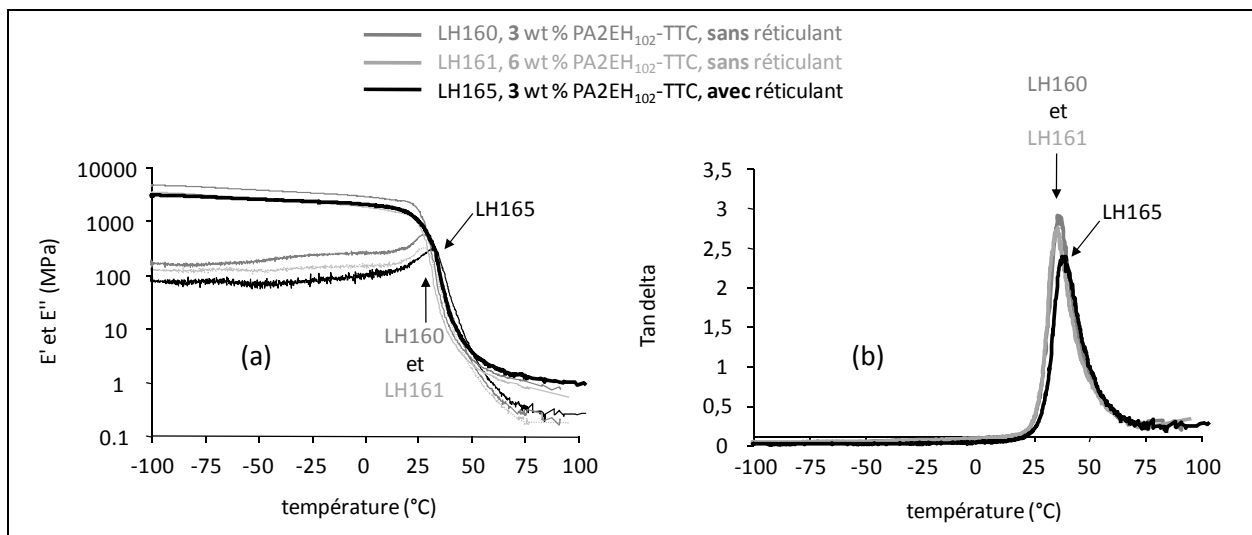 LH160, 3 wt % PA2EH102-TTC, sans réticulant
LH161, 6 wt % PA2EH102-TTC, sans réticulant
LH165, 3 wt % PA2EH102-TTC, avec réticulant
E' et E'' (MPa)
10000
1000
100
10
1
0.1
-100
-75
-50
-25
0
25
50
75
100
température (°C)
(a)
LH165
LH160
et
LH161
Tan delta
3,5
3
2,5
2
1,5
1
0,5
0
-100
-75
-50
-25
0
25
50
75
100
température (°C)
(b)
LH160
et
LH161
LH165